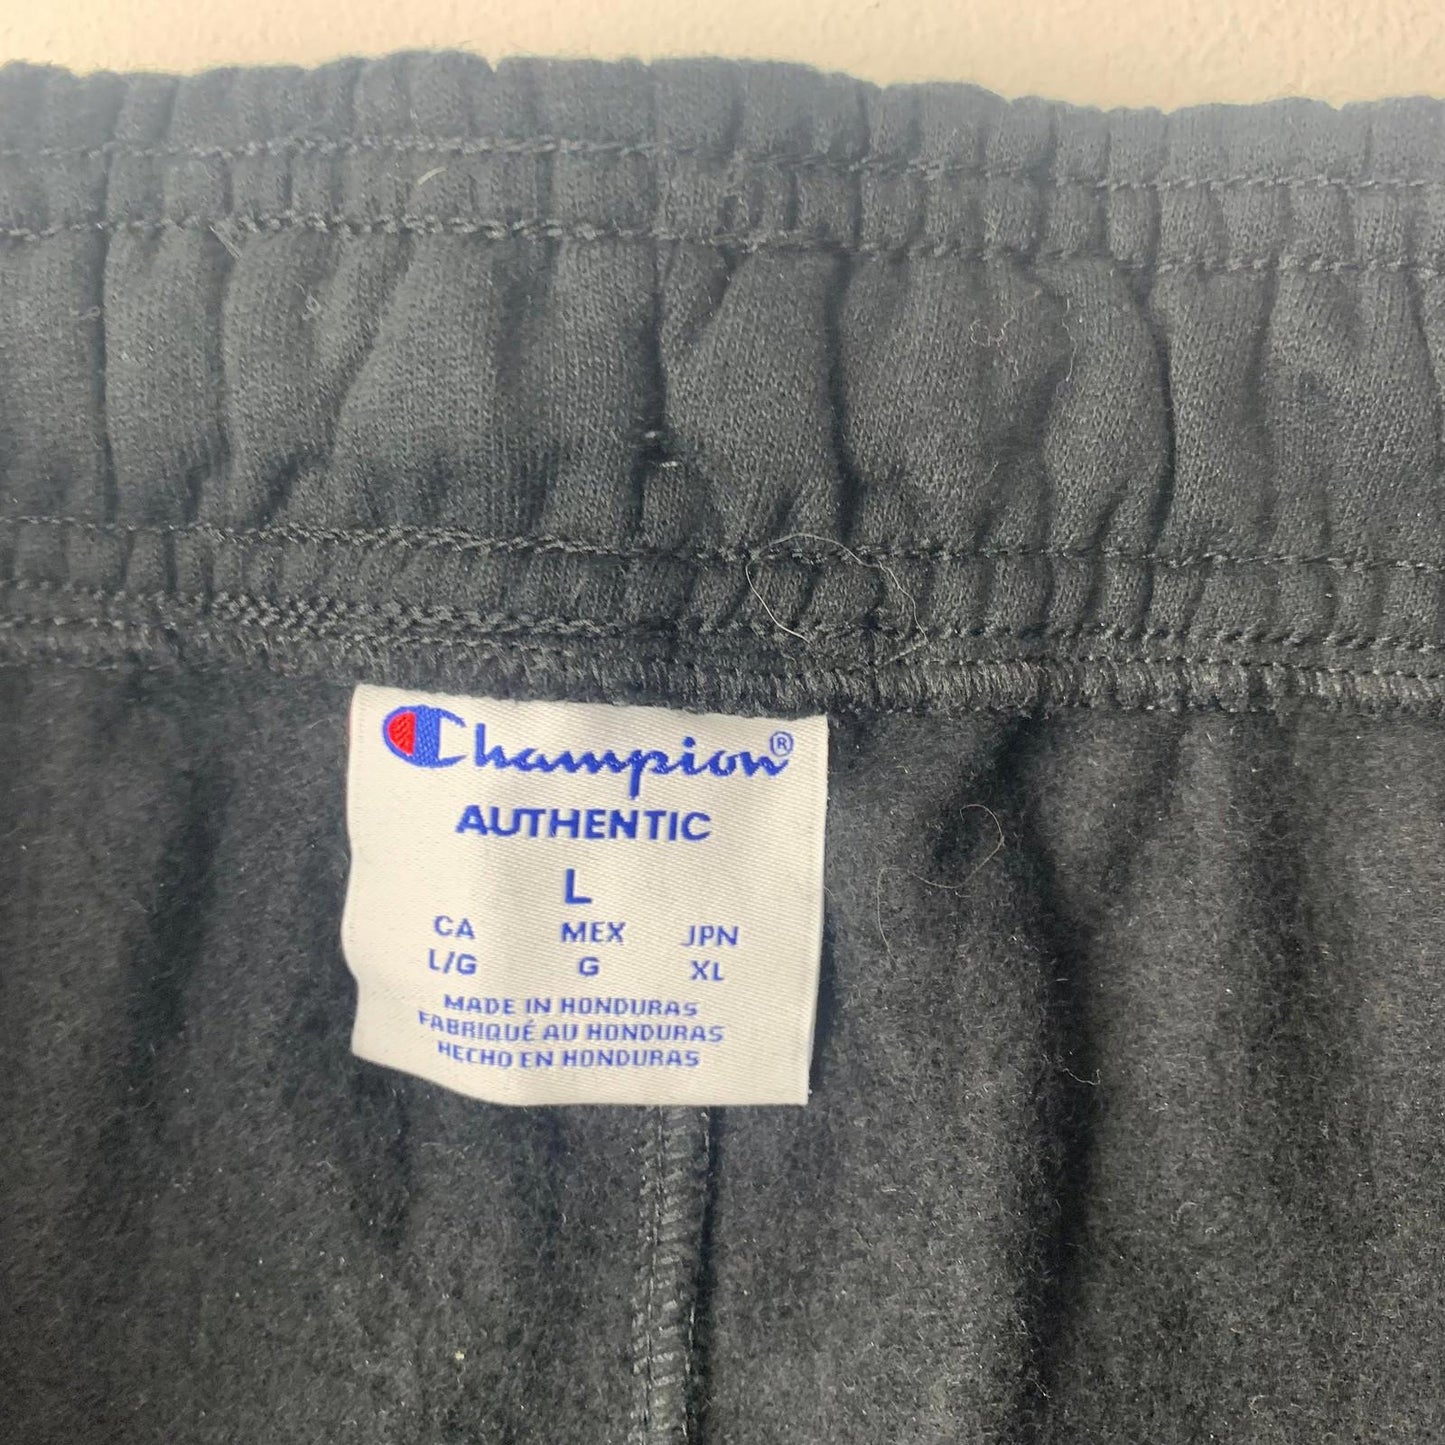 Champion®
AUTHENTIC
L
CA MEX JPN
L/G G XL
MADE IN HONDURAS
FABRIQUÉ AU HONDURAS
HECHO EN HONDURAS